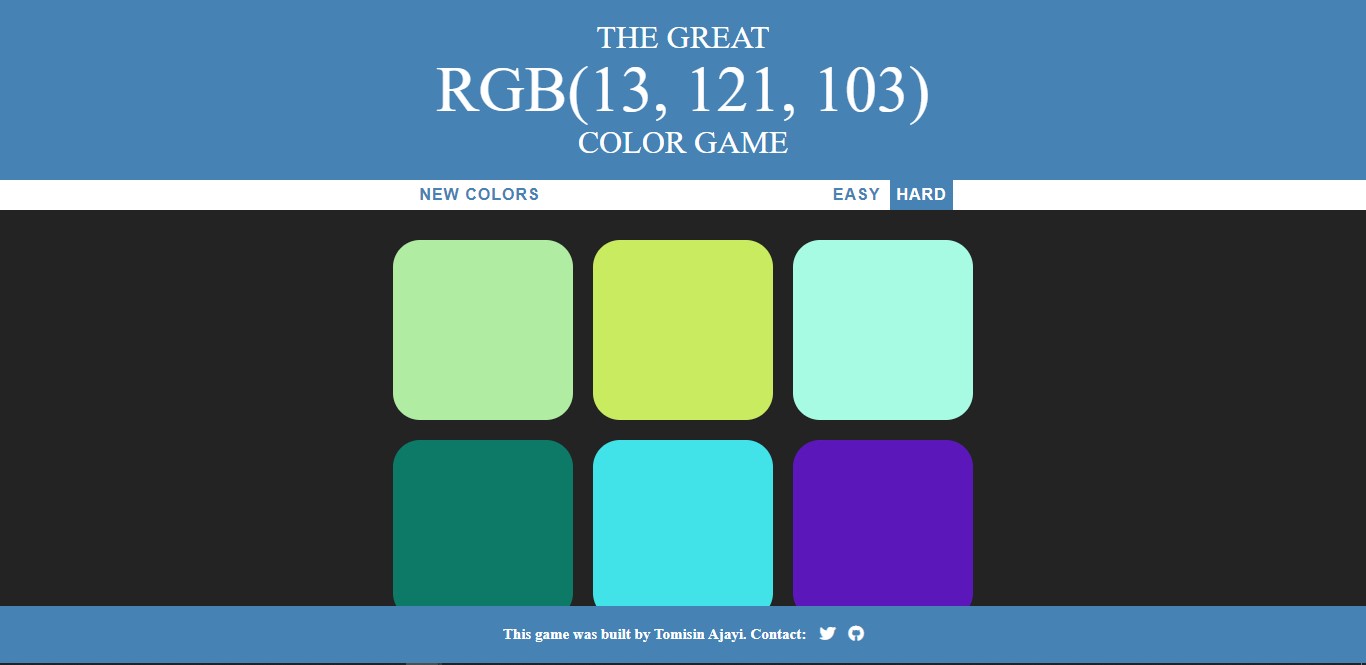 THE GREAT
RGB(13, 121, 103)
COLOR GAME
NEW COLORS EASY HARD
This game was built by Tomisin Ajayi. Contact: